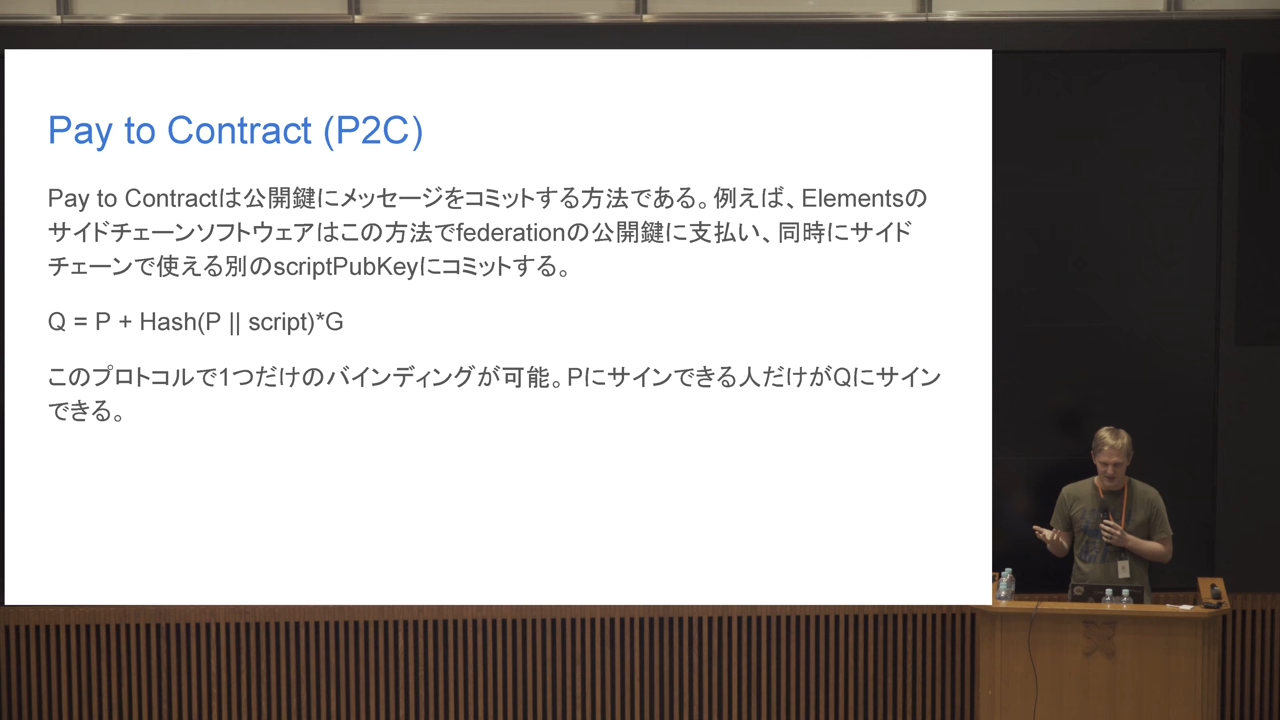 Pay to Contract (P2C)
Pay to Contractは公開鍵にメッセージをコミットする方法である。例えば、Elementsの
サイドチェーンソフトウェアはこの方法でfederationの公開鍵に支払い、同時にサイド
チェーンで使える別のscriptPubKeyにコミットする。
Q = P + Hash(P || script)*G
このプロトコルで1つだけのバインディングが可能。Pにサインできる人だけがQにサイン
できる。